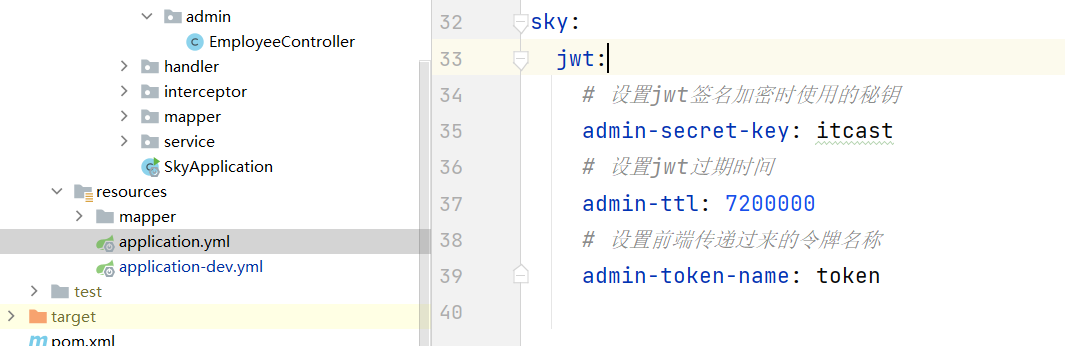 admin
EmployeeController
handler
interceptor
mapper
service
SkyApplication
resources
mapper
application.yml
application-dev.yml
test
target
pom.xml
32 sky:
33 jwt:
34 # 设置jwt签名加密时使用的秘钥
35 admin-secret-key: itcast
36 # 设置jwt过期时间
37 admin-ttl: 7200000
38 # 设置前端传递过来的令牌名称
39 admin-token-name: token
40